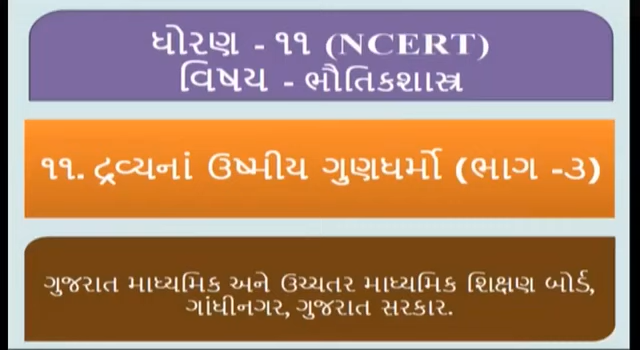 ધોરણ - ૧૧ (NCERT)
વિષય - ભૌતિકશાસ્ત્ર
૧૧. દ્રવ્યનાં ઉષ્મીય ગુણધર્મો (ભાગ -૩)
ગુજરાત માધ્યમિક અને ઉચ્ચતર માધ્યમિક શિક્ષણ બોર્ડ,
ગાંધીનગર, ગુજરાત સરકાર.